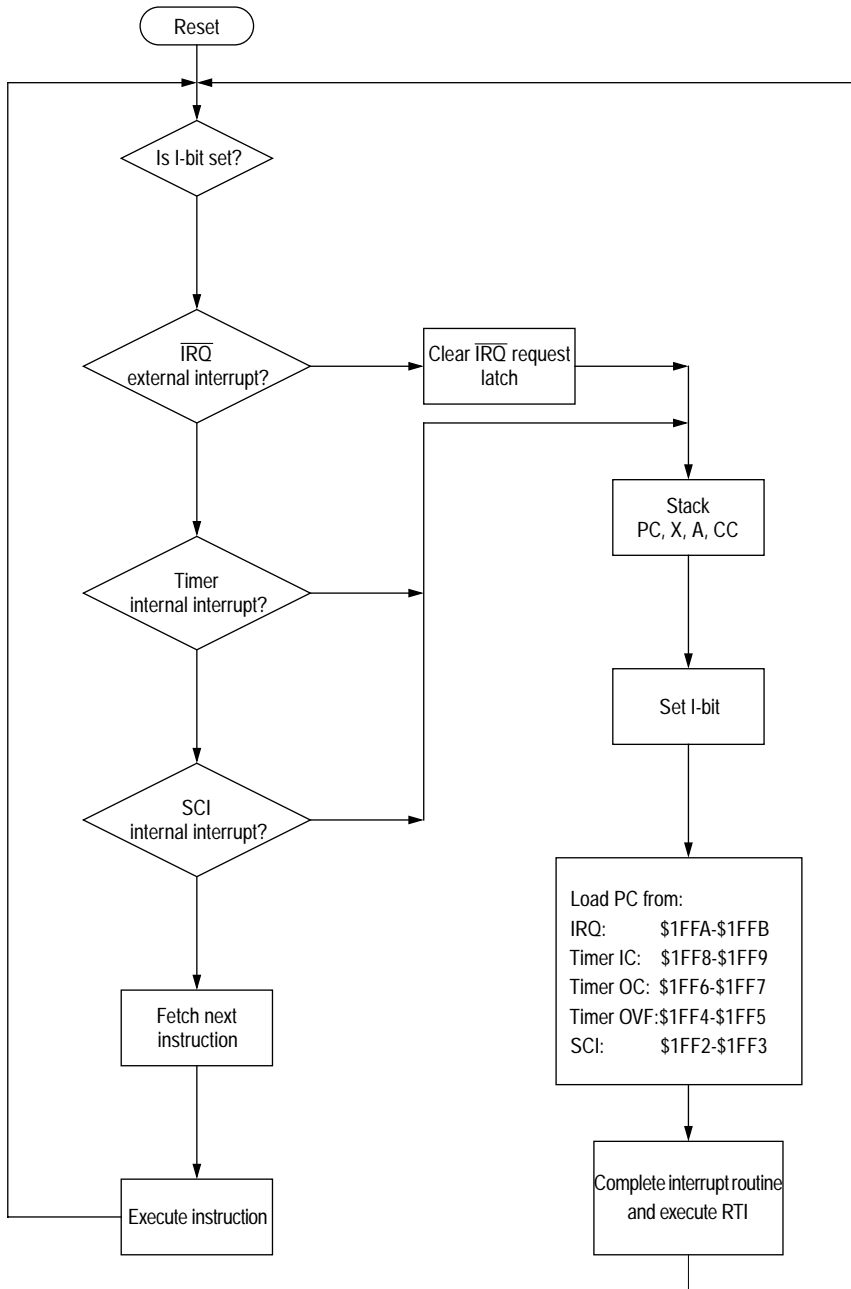 Reset
Is I-bit set?
IRQ
external interrupt?
Clear IRQ request
latch
Timer
internal interrupt?
SCI
internal interrupt?
Fetch next
instruction
Execute instruction
Stack
PC, X, A, CC
Set I-bit
Load PC from:
IRQ: $1FFA-$1FFB
Timer IC: $1FF8-$1FF9
Timer OC: $1FF6-$1FF7
Timer OVF:$1FF4-$1FF5
SCI: $1FF2-$1FF3
Complete interrupt routine
and execute RTI